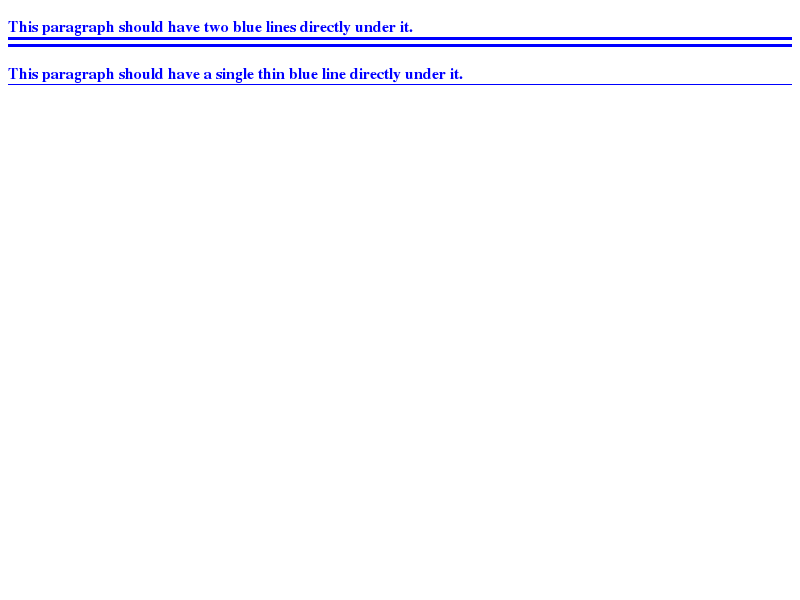 This paragraph should have two blue lines directly under it.
This paragraph should have a single thin blue line directly under it.